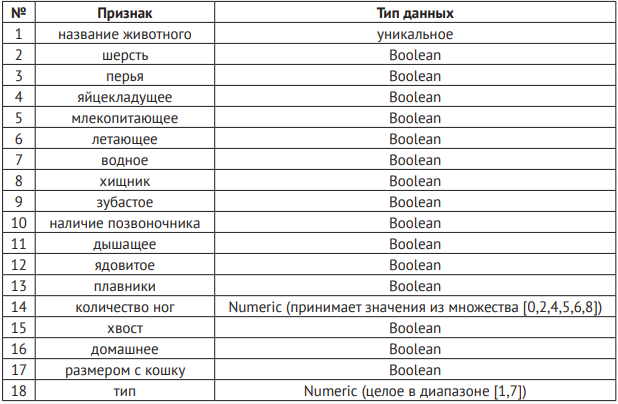 № Признак Тип данных
1 название животного уникальное
2 шерсть Boolean
3 перья Boolean
4 яйцекладущее Boolean
5 млекопитающее Boolean
6 летающее Boolean
7 водное Boolean
8 хищник Boolean
9 зубастое Boolean
10 наличие позвоночника Boolean
11 дышащее Boolean
12 ядовитое Boolean
13 плавники Boolean
14 количество ног Numeric (принимает значения из множества [0,2,4,5,6,8])
15 хвост Boolean
16 домашнее Boolean
17 размером с кошку Boolean
18 тип Numeric (целое в диапазоне [1,7])